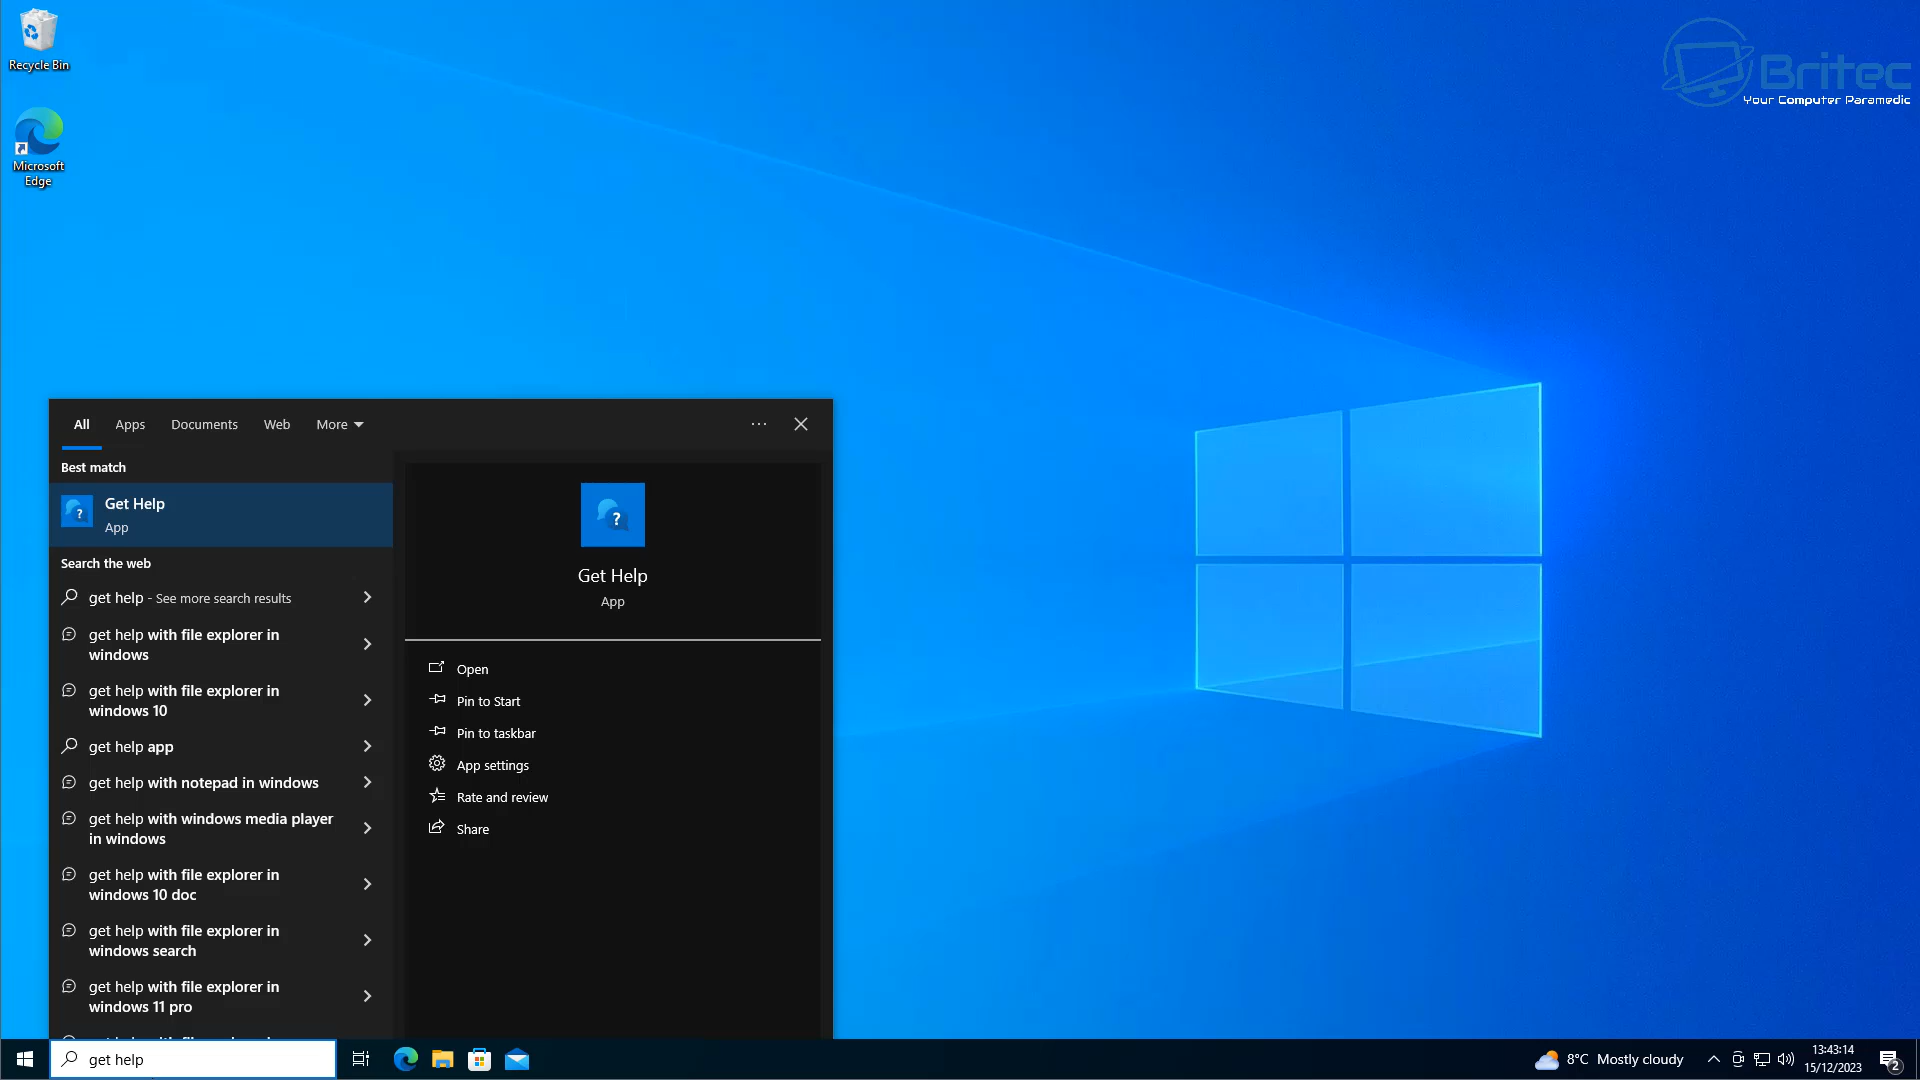 Recycle Bin
Microsoft
Edge
Britec
Your Computer Paramedic
All Apps Documents Web More
Best match
Get Help
App
Search the web
get help - See more search results
get help with file explorer in
windows
get help with file explorer in
windows 10
get help app
get help with notepad in windows
get help with windows media player
in windows
get help with file explorer in
windows 10 doc
get help with file explorer in
windows search
get help with file explorer in
windows 11 pro
Get Help
App
Open
Pin to Start
Pin to taskbar
App settings
Rate and review
Share
get help
8°C Mostly cloudy
13:43:14
15/12/2023
2